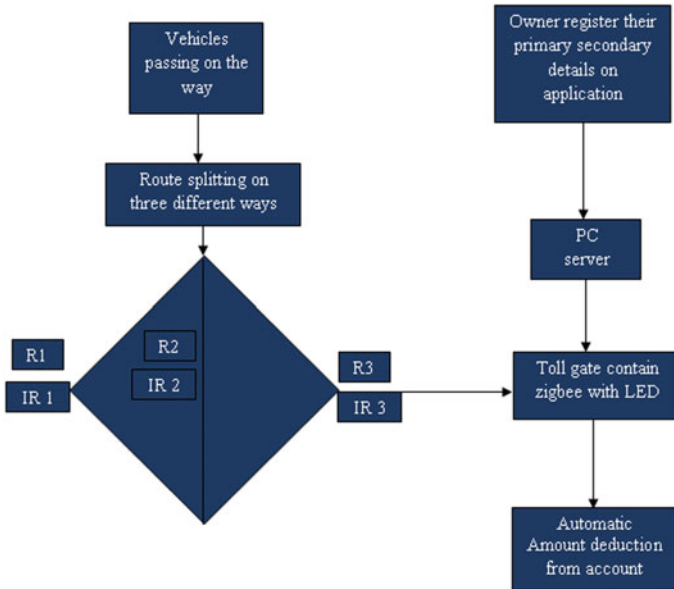 Vehicles
passing on the
way
Route splitting on
three different ways
R1
IR 1
R2
IR 2
R3
IR 3
Owner register their
primary secondary
details on
application
PC
server
Toll gate contain
zigbee with LED
Automatic
Amount deduction
from account